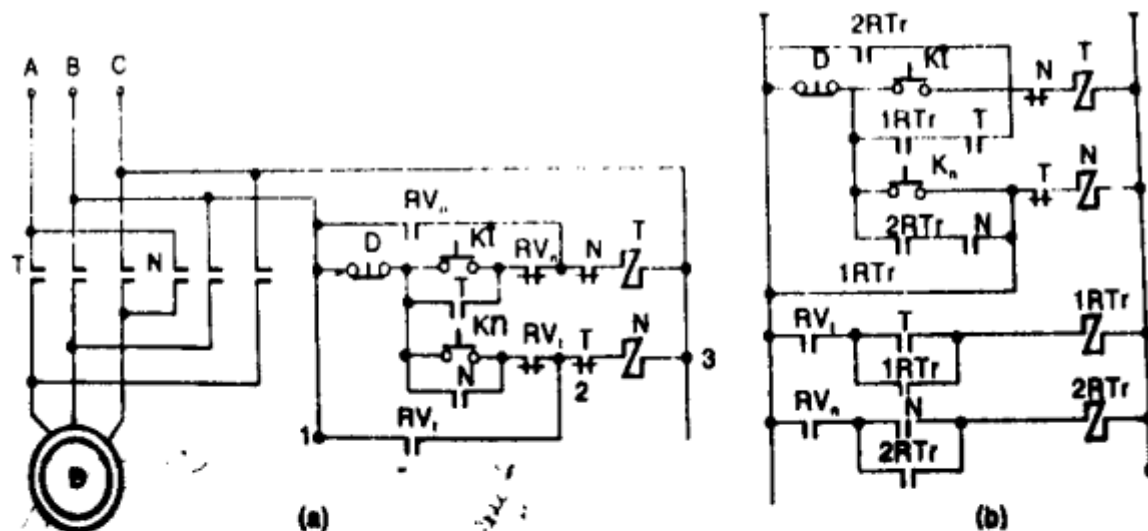 A B C
T N
RVₙ
D Kt RVₙ N T
T
Kn RVₜ T N
N 2 3
RVₜ
1
(a)
2RTr
D Kt N T
1RTr T
Kₙ T N
2RTr N
1RTr
RVₜ T 1RTr
1RTr
RVₙ N 2RTr
2RTr
(b)